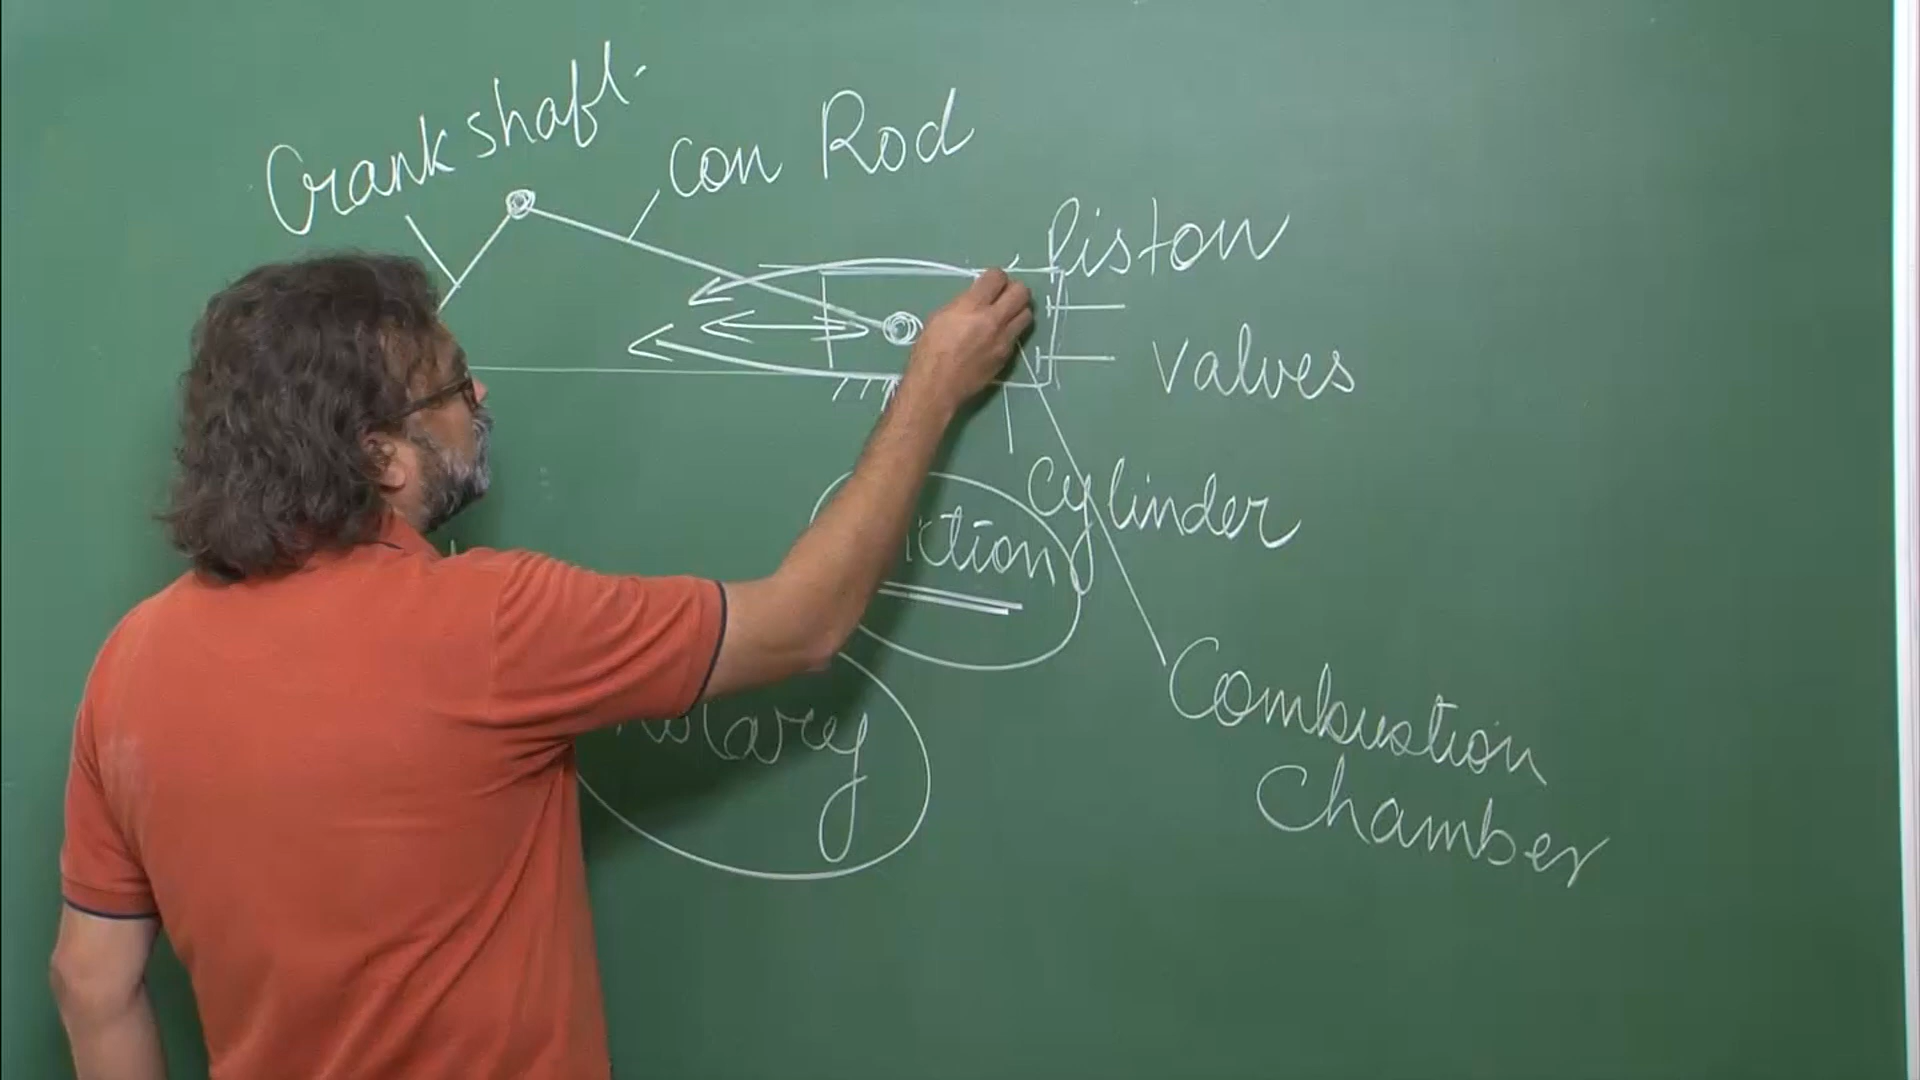 Crankshaft
con Rod
Piston
valves
Cylinder
Combustion
Chamber